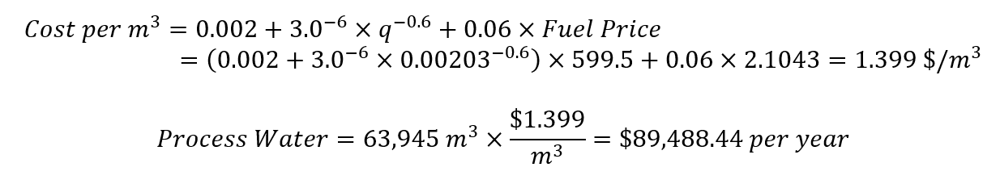 Cost per m³ = 0.002 + 3.0⁻⁶ × q⁻⁰·⁶ + 0.06 × Fuel Price
= (0.002 + 3.0⁻⁶ × 0.00203⁻⁰·⁶) × 599.5 + 0.06 × 2.1043 = 1.399 $/m³
Process Water = 63,945 m³ × $1.399/m³ = $89,488.44 per year